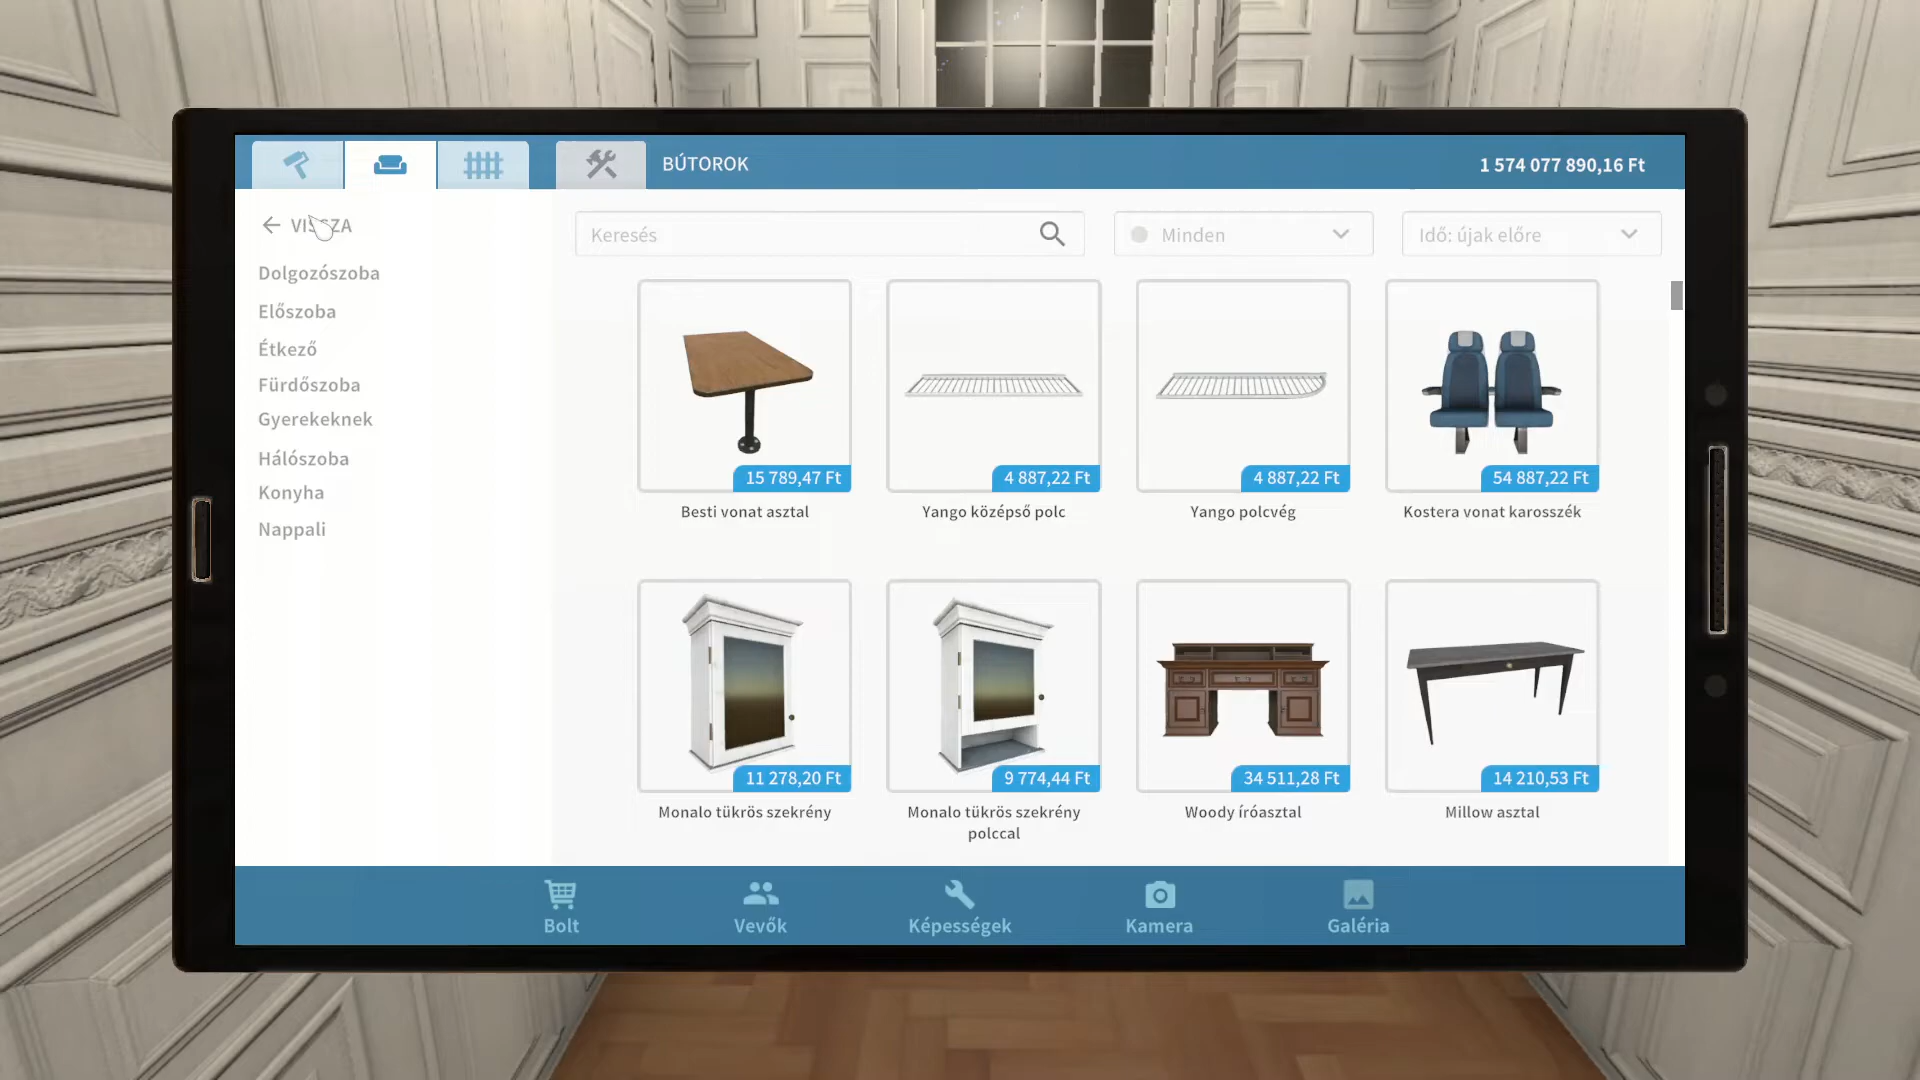 BÚTOROK
1 574 077 890,16 Ft
VISSZA
Dolgozószoba
Előszoba
Étkező
Fürdőszoba
Gyerekeknek
Hálószoba
Konyha
Nappali
Keresés
Minden
Idő: újak előre
15 789,47 Ft
4 887,22 Ft
4 887,22 Ft
54 887,22 Ft
Besti vonat asztal
Yango középső polc
Yango polcvég
Kostera vonat karosszék
11 278,20 Ft
9 774,44 Ft
34 511,28 Ft
14 210,53 Ft
Monalo tükrös szekrény
Monalo tükrös szekrény
polccal
Woody íróasztal
Millow asztal
Bolt
Vevők
Képességek
Kamera
Galéria